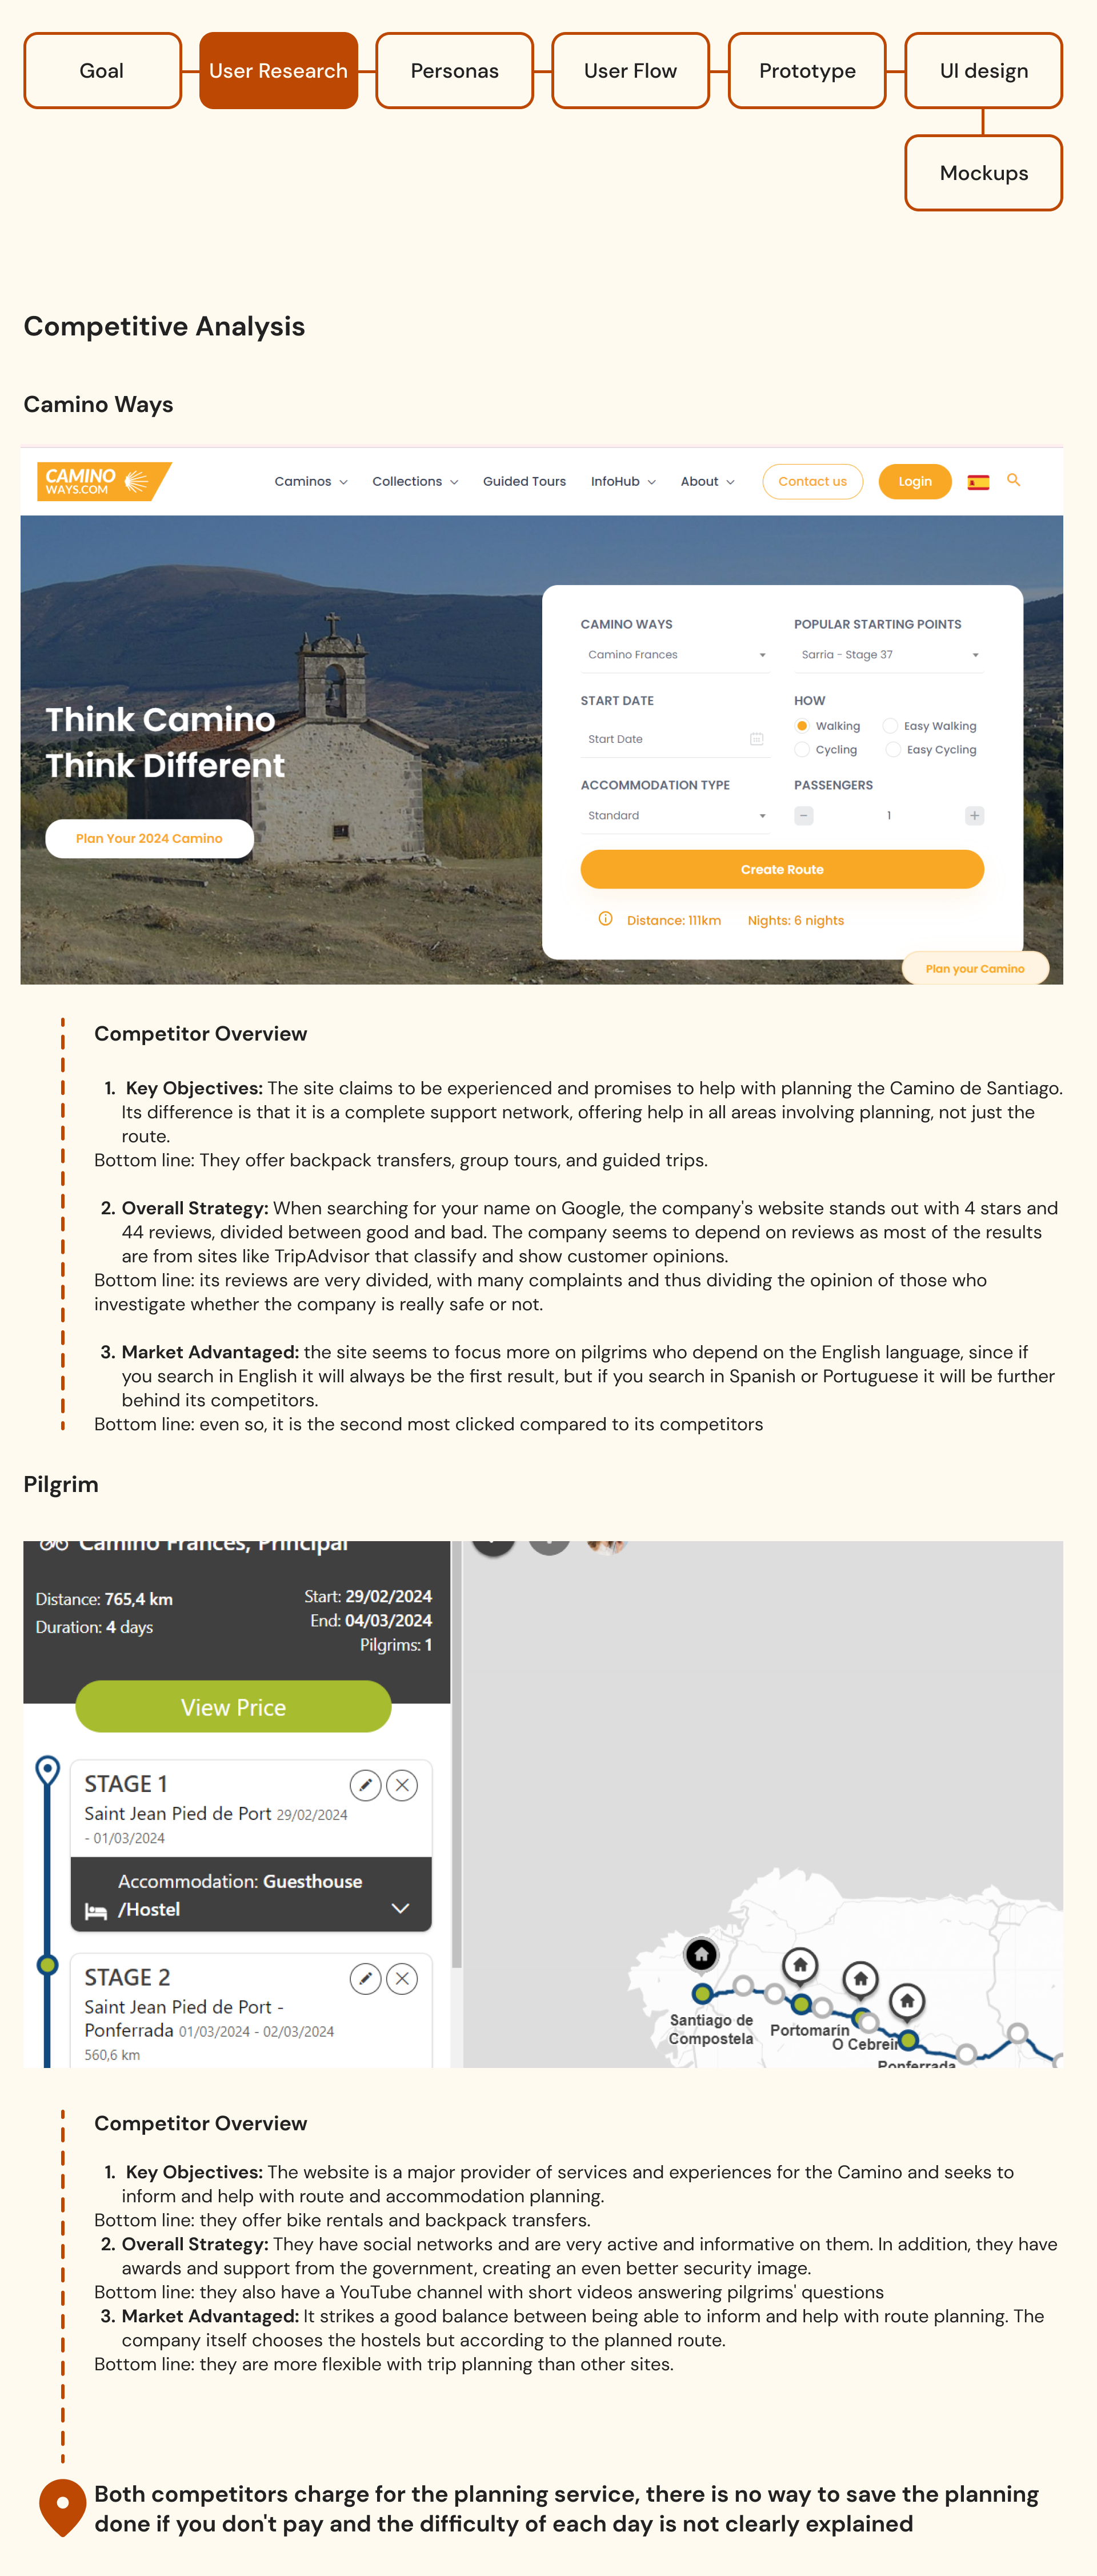 Goal
User Research
Personas
User Flow
Prototype
UI design
Mockups
Competitive Analysis
Camino Ways
CAMINO
WAYS.COM
Caminos
Collections
Guided Tours
InfoHub
About
Contact us
Login
Think Camino
Think Different
Plan Your 2024 Camino
CAMINO WAYS
Camino Frances
POPULAR STARTING POINTS
Sarria - Stage 37
START DATE
Start Date
HOW
Walking
Easy Walking
Cycling
Easy Cycling
ACCOMMODATION TYPE
Standard
PASSENGERS
1
Create Route
Distance: 111km
Nights: 6 nights
Plan your Camino
Competitor Overview
1. Key Objectives: The site claims to be experienced and promises to help with planning the Camino de Santiago.
Its difference is that it is a complete support network, offering help in all areas involving planning, not just the
route.
Bottom line: They offer backpack transfers, group tours, and guided trips.
2. Overall Strategy: When searching for your name on Google, the company's website stands out with 4 stars and
44 reviews, divided between good and bad. The company seems to depend on reviews as most of the results
are from sites like TripAdvisor that classify and show customer opinions.
Bottom line: its reviews are very divided, with many complaints and thus dividing the opinion of those who
investigate whether the company is really safe or not.
3. Market Advantaged: the site seems to focus more on pilgrims who depend on the English language, since if
you search in English it will always be the first result, but if you search in Spanish or Portuguese it will be further
behind its competitors.
Bottom line: even so, it is the second most clicked compared to its competitors
Pilgrim
Camino Frances, Principal
Distance: 765,4 km
Duration: 4 days
Start: 29/02/2024
End: 04/03/2024
Pilgrims: 1
View Price
STAGE 1
Saint Jean Pied de Port 29/02/2024
- 01/03/2024
Accommodation: Guesthouse
/Hostel
STAGE 2
Saint Jean Pied de Port -
Ponferrada 01/03/2024 - 02/03/2024
560,6 km
Santiago de
Compostela
Portomarín
O Cebreir
Ponferrada
Competitor Overview
1. Key Objectives: The website is a major provider of services and experiences for the Camino and seeks to
inform and help with route and accommodation planning.
Bottom line: they offer bike rentals and backpack transfers.
2. Overall Strategy: They have social networks and are very active and informative on them. In addition, they have
awards and support from the government, creating an even better security image.
Bottom line: they also have a YouTube channel with short videos answering pilgrims' questions
3. Market Advantaged: It strikes a good balance between being able to inform and help with route planning. The
company itself chooses the hostels but according to the planned route.
Bottom line: they are more flexible with trip planning than other sites.
Both competitors charge for the planning service, there is no way to save the planning
done if you don't pay and the difficulty of each day is not clearly explained